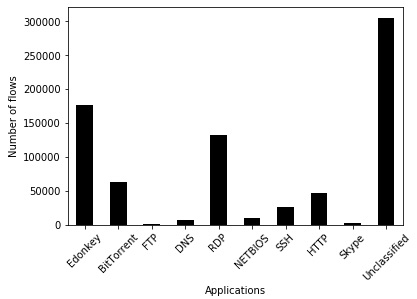 300000
250000
200000
150000
100000
50000
0
Number of flows
Edonkey
BitTorrent
FTP
DNS
RDP
NETBIOS
SSH
HTTP
Skype
Unclassified
Applications